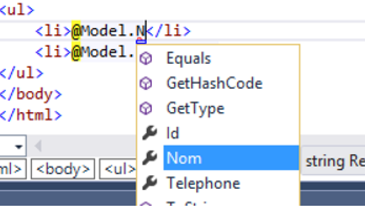 <ul>
<li>@Model.N</li>
<li>@Model.
</ul>
</body>
</html>
Equals
GetHashCode
GetType
Id
Nom
Telephone
<body>
<ul>
string Re